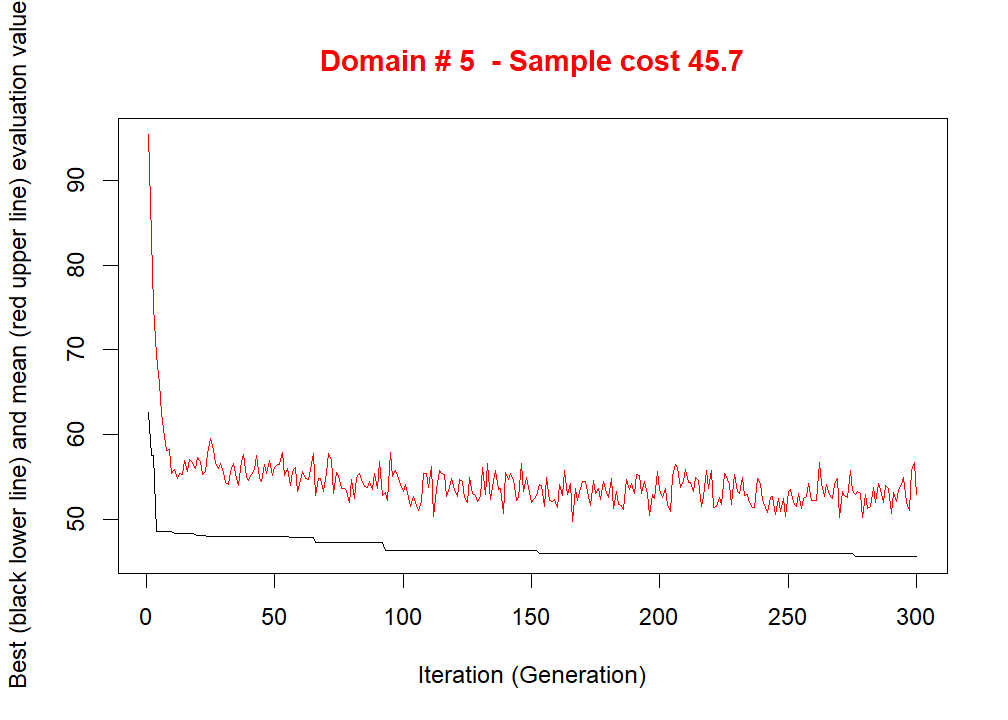 Domain # 5  - Sample cost 45.7
Best (black lower line) and mean (red upper line) evaluation value
90
80
70
60
50
0 50 100 150 200 250 300
Iteration (Generation)